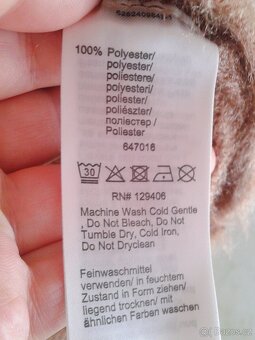 100% Polyester/
polyester/
poliestere/
polyesteri/
poliester/
poliészter/
полиестер /
Poliester
647016
30
RN# 129406
Machine Wash Cold Gentle
, Do Not Bleach, Do Not
Tumble Dry, Cold Iron,
Do Not Dryclean
Feinwaschmittel
verwenden/ in feuchtem
Zustand in Form ziehen/
liegend trocknen/ mit
ähnlichen Farben waschen